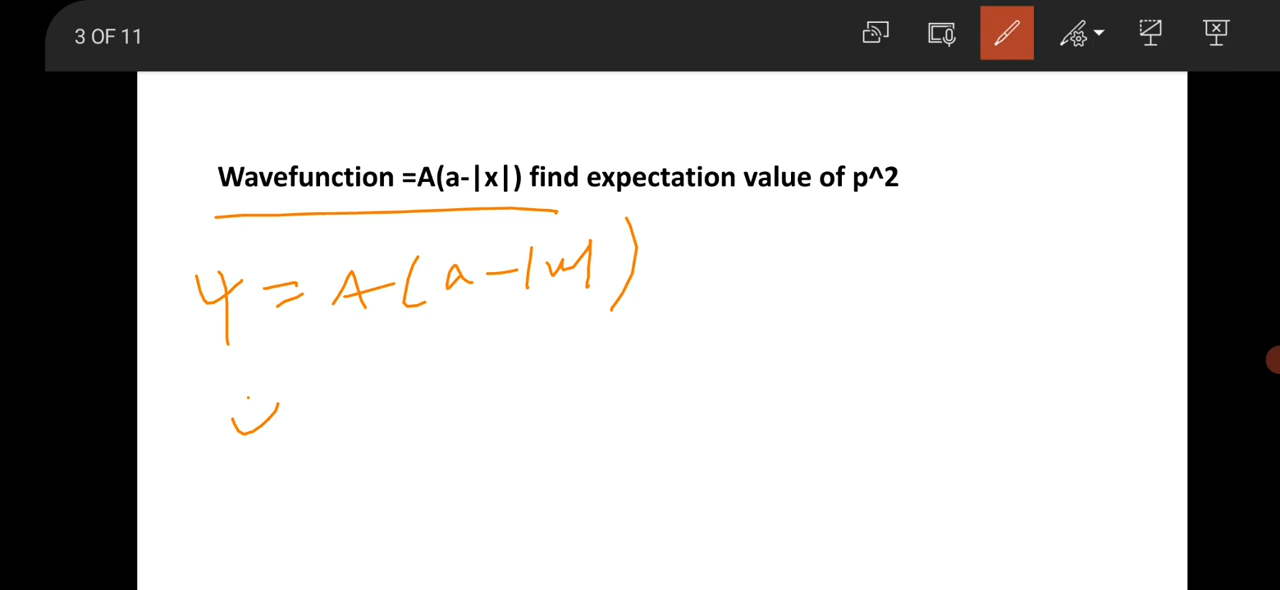 3 OF 11
Wavefunction =A(a-|x|) find expectation value of p^2
ψ = A(a-|x|)